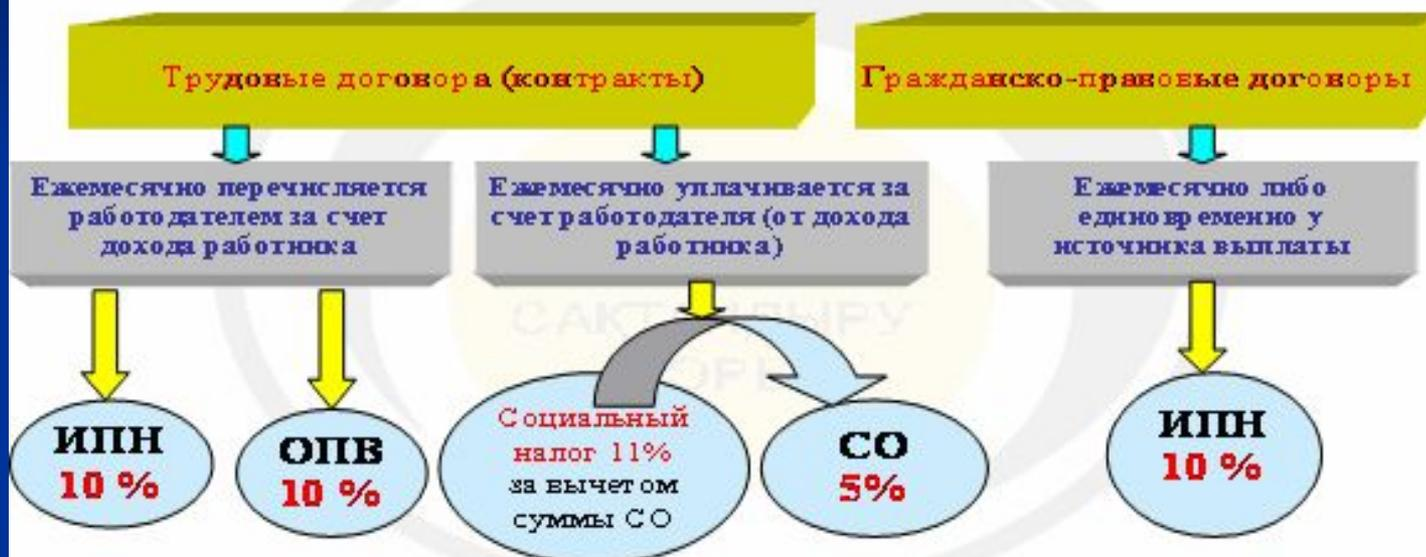 Трудовые договора (контракты)
Гражданско-правовые договоры
Ежемесячно перечисляется
работодателем за счет
дохода работника
Ежемесячно уплачивается за
счет работодателя (от дохода
работника)
Ежемесячно либо
единовременно у
источника выплаты
ИПН
10 %
ОПВ
10 %
Социальный
налог 11%
за вычетом
суммы СО
СО
5%
ИПН
10 %